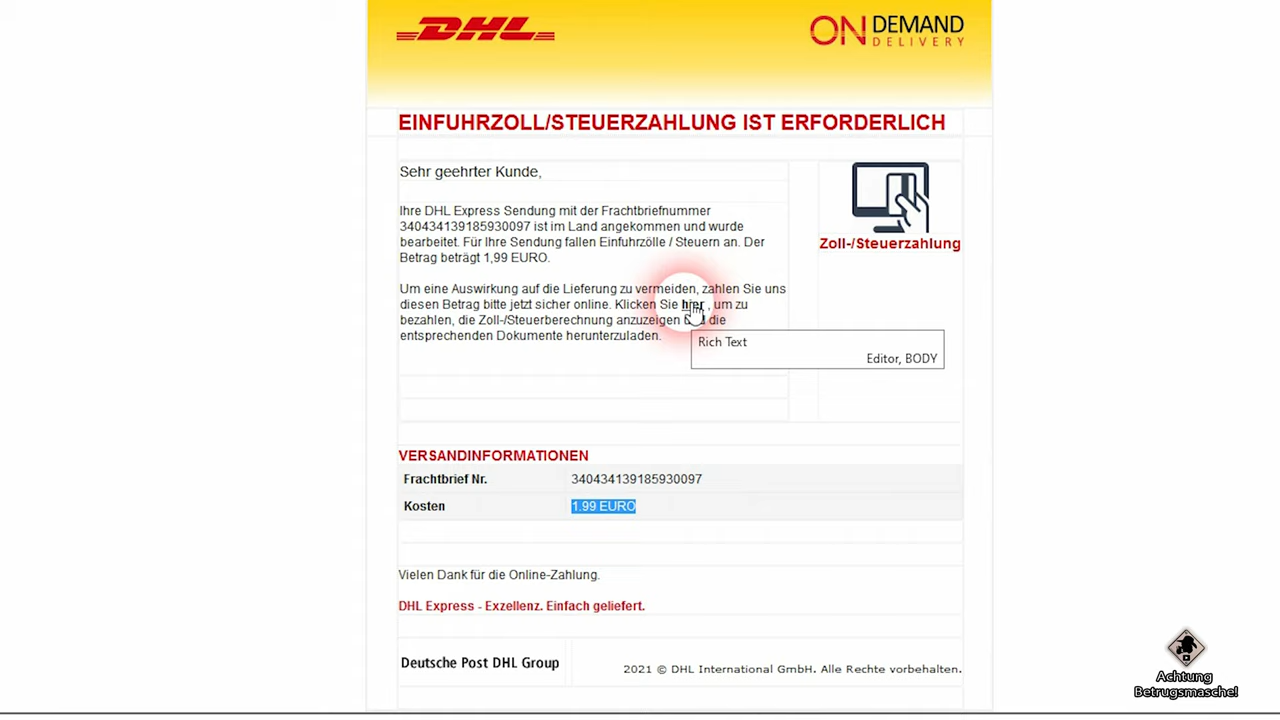 DHL
ON DEMAND
DELIVERY
EINFUHRZOLL/STEUERZAHLUNG IST ERFORDERLICH
Sehr geehrter Kunde,
Ihre DHL Express Sendung mit der Frachtbriefnummer
340434139185930097 ist im Land angekommen und wurde
bearbeitet. Für Ihre Sendung fallen Einfuhrzölle / Steuern an. Der
Betrag beträgt 1,99 EURO.
Um eine Auswirkung auf die Lieferung zu vermeiden, zahlen Sie uns
diesen Betrag bitte jetzt sicher online. Klicken Sie hier , um zu
bezahlen, die Zoll-/Steuerberechnung anzuzeigen und die
entsprechenden Dokumente herunterzuladen.
Zoll-/Steuerzahlung
Rich Text
Editor, BODY
VERSANDINFORMATIONEN
Frachtbrief Nr. 340434139185930097
Kosten 1.99 EURO
Vielen Dank für die Online-Zahlung.
DHL Express - Exzellenz. Einfach geliefert.
Deutsche Post DHL Group
2021 © DHL International GmbH. Alle Rechte vorbehalten.
Achtung
Betrugsmasche!